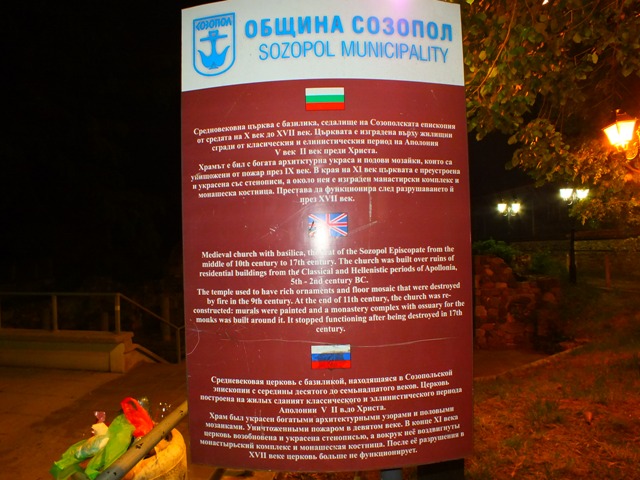 СОЗОПОЛ
ОБЩИНА СОЗОПОЛ
SOZOPOL MUNICIPALITY
Средновековна църква с базилика, седалище на Созополската епископия
от средата на X век до XVII век. Църквата е изградена върху жилищни
сгради от класическия и елинистическия период на Аполония
V век II век преди Христа.
Храмът е бил с богата архитктурна украса и подови мозайки, които са
унищожени от пожар през IX век. В края на XI век църквата е преустроена
и украсена със стенописи, а около нея е изграден манастирски комплекс и
монашеска костница. Престава да функционира след разрушаването й
през XVII век.
Medieval church with basilica, the seat of the Sozopol Episcopate from the
middle of 10th century to 17th century. The church was built over ruins of
residential buildings from the Classical and Hellenistic periods of Apollonia,
5th - 2nd century BC.
The temple used to have rich ornaments and floor mosaic that were destroyed
by fire in the 9th century. At the end of 11th century, the church was re-
constructed: murals were painted and a monastery complex with ossuary for the
monks was built around it. It stopped functioning after being destroyed in 17th
century.
Средневековая церковь с базиликой, находящаяся в Созопольской
эпископии с середины десятого до семьнадцатого веков. Церковь
построена на жилых сданият классического и эллинистического периода
Аполонии V II в.до Христа.
Храм был украсен богатыми архитектурными узорами и половыми
мозаиками. Уничтоженными пожаром в девятом веке. В конце XI века
церковь возобновена и украсена стенописью, а вокруг неё воздвигнуты
монастырьский комплекс и монашеская костница. После её разрушения в
XVII веке церковь больше не функционирует.